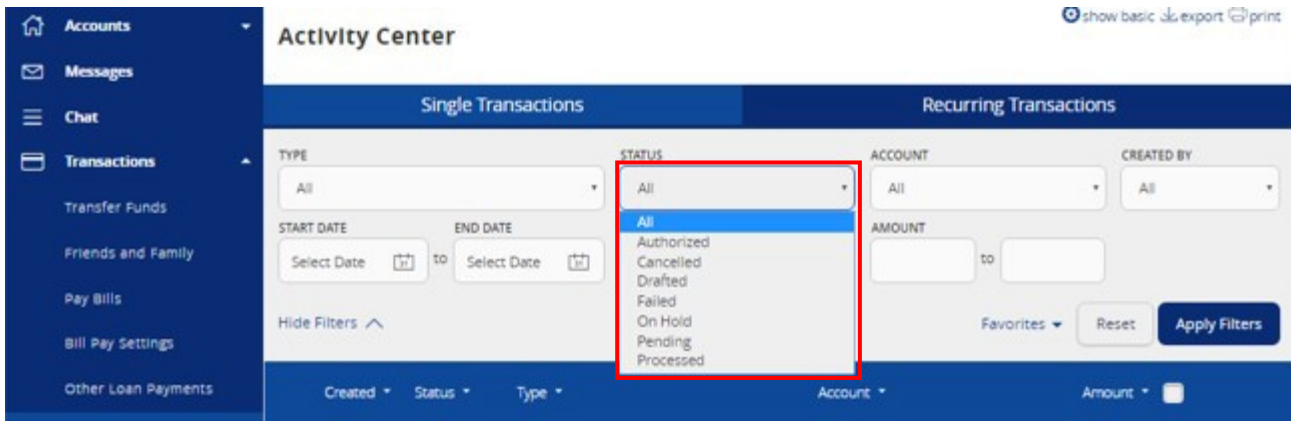 Accounts
Messages
Chat
Transactions
Transfer Funds
Friends and Family
Pay Bills
Bill Pay Settings
Other Loan Payments
show basic export print
Activity Center
Single Transactions Recurring Transactions
TYPE STATUS ACCOUNT CREATED BY
All All All All
START DATE END DATE AMOUNT
Select Date to Select Date to
All
Authorized
Cancelled
Drafted
Failed
On Hold
Pending
Processed
Hide Filters Favorites Reset Apply Filters
Created Status Type Account Amount